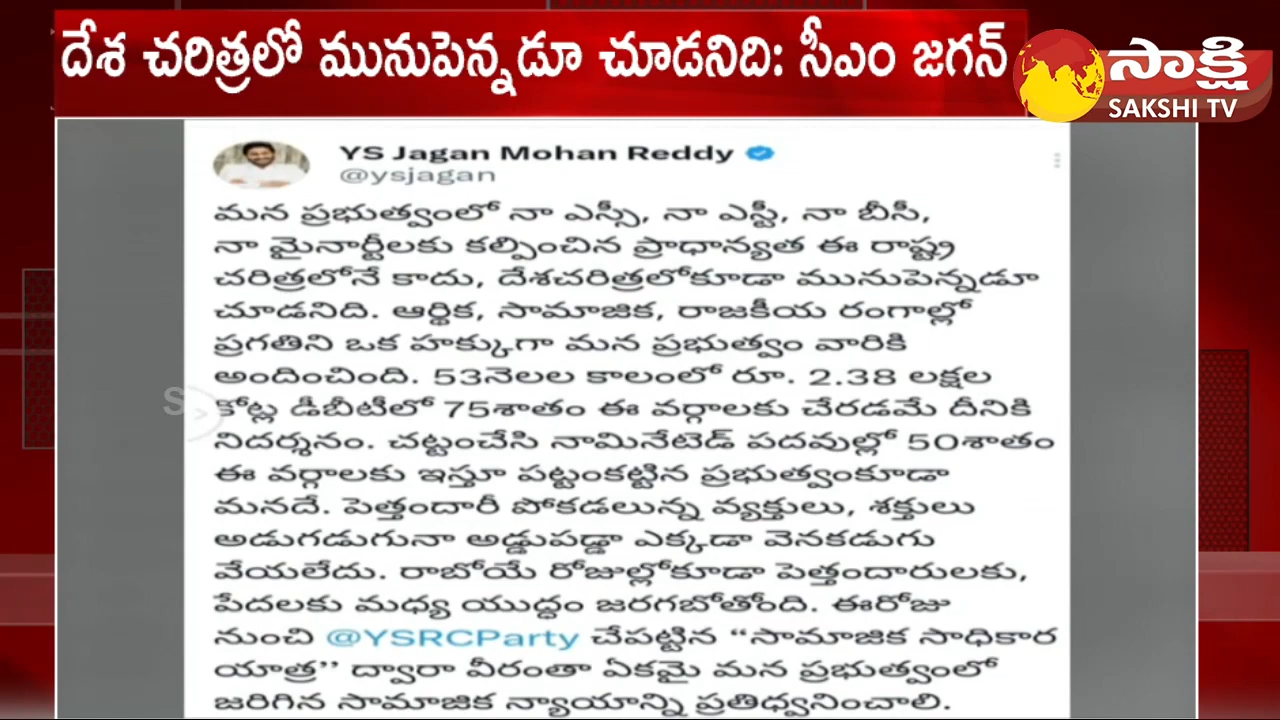 దేశ చరిత్రలో మునుపెన్నడూ చూడనిది: సీఎం జగన్
సాక్షి
SAKSHI TV
YS Jagan Mohan Reddy
@ysjagan
మన ప్రభుత్వంలో నా ఎస్సీ, నా ఎస్టీ, నా బీసీ,
నా మైనార్టీలకు కల్పించిన ప్రాధాన్యత ఈ రాష్ట్ర
చరిత్రలోనే కాదు, దేశచరిత్రలోకూడా మునుపెన్నడూ
చూడనిది. ఆర్థిక, సామాజిక, రాజకీయ రంగాల్లో
ప్రగతిని ఒక హక్కుగా మన ప్రభుత్వం వారికి
అందించింది. 53నెలల కాలంలో రూ. 2.38 లక్షల
కోట్ల డీబీటీలో 75శాతం ఈ వర్గాలకు చేరడమే దీనికి
నిదర్శనం. చట్టంచేసి నామినేటెడ్ పదవుల్లో 50శాతం
ఈ వర్గాలకు ఇస్తూ పట్టంకట్టిన ప్రభుత్వంకూడా
మనదే. పెత్తందారీ పోకడలున్న వ్యక్తులు, శక్తులు
అడుగడుగునా అడ్డుపడ్డా ఎక్కడా వెనకడుగు
వేయలేదు. రాబోయే రోజుల్లోకూడా పెత్తందారులకు,
పేదలకు మధ్య యుద్ధం జరగబోతోంది. ఈరోజు
నుంచి @YSRCParty చేపట్టిన “సామాజిక సాధికార
యాత్ర’’ ద్వారా వీరంతా ఏకమై మన ప్రభుత్వంలో
జరిగిన సామాజిక న్యాయాన్ని ప్రతిధ్వనించాలి.